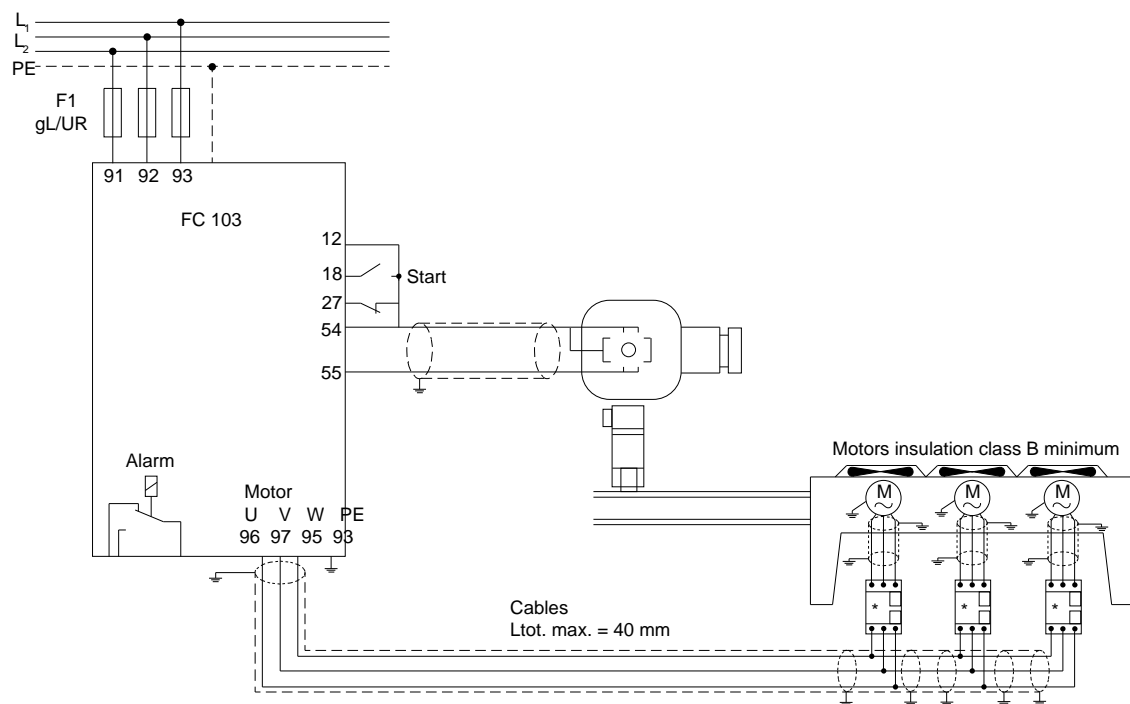 L1
L2
PE
F1
gL/UR
91 92 93
FC 103
12
18 Start
27
54
55
Alarm
Motor
U V W PE
96 97 95 93
Motors insulation class B minimum
M M M
* * *
Cables
Ltot. max. = 40 mm